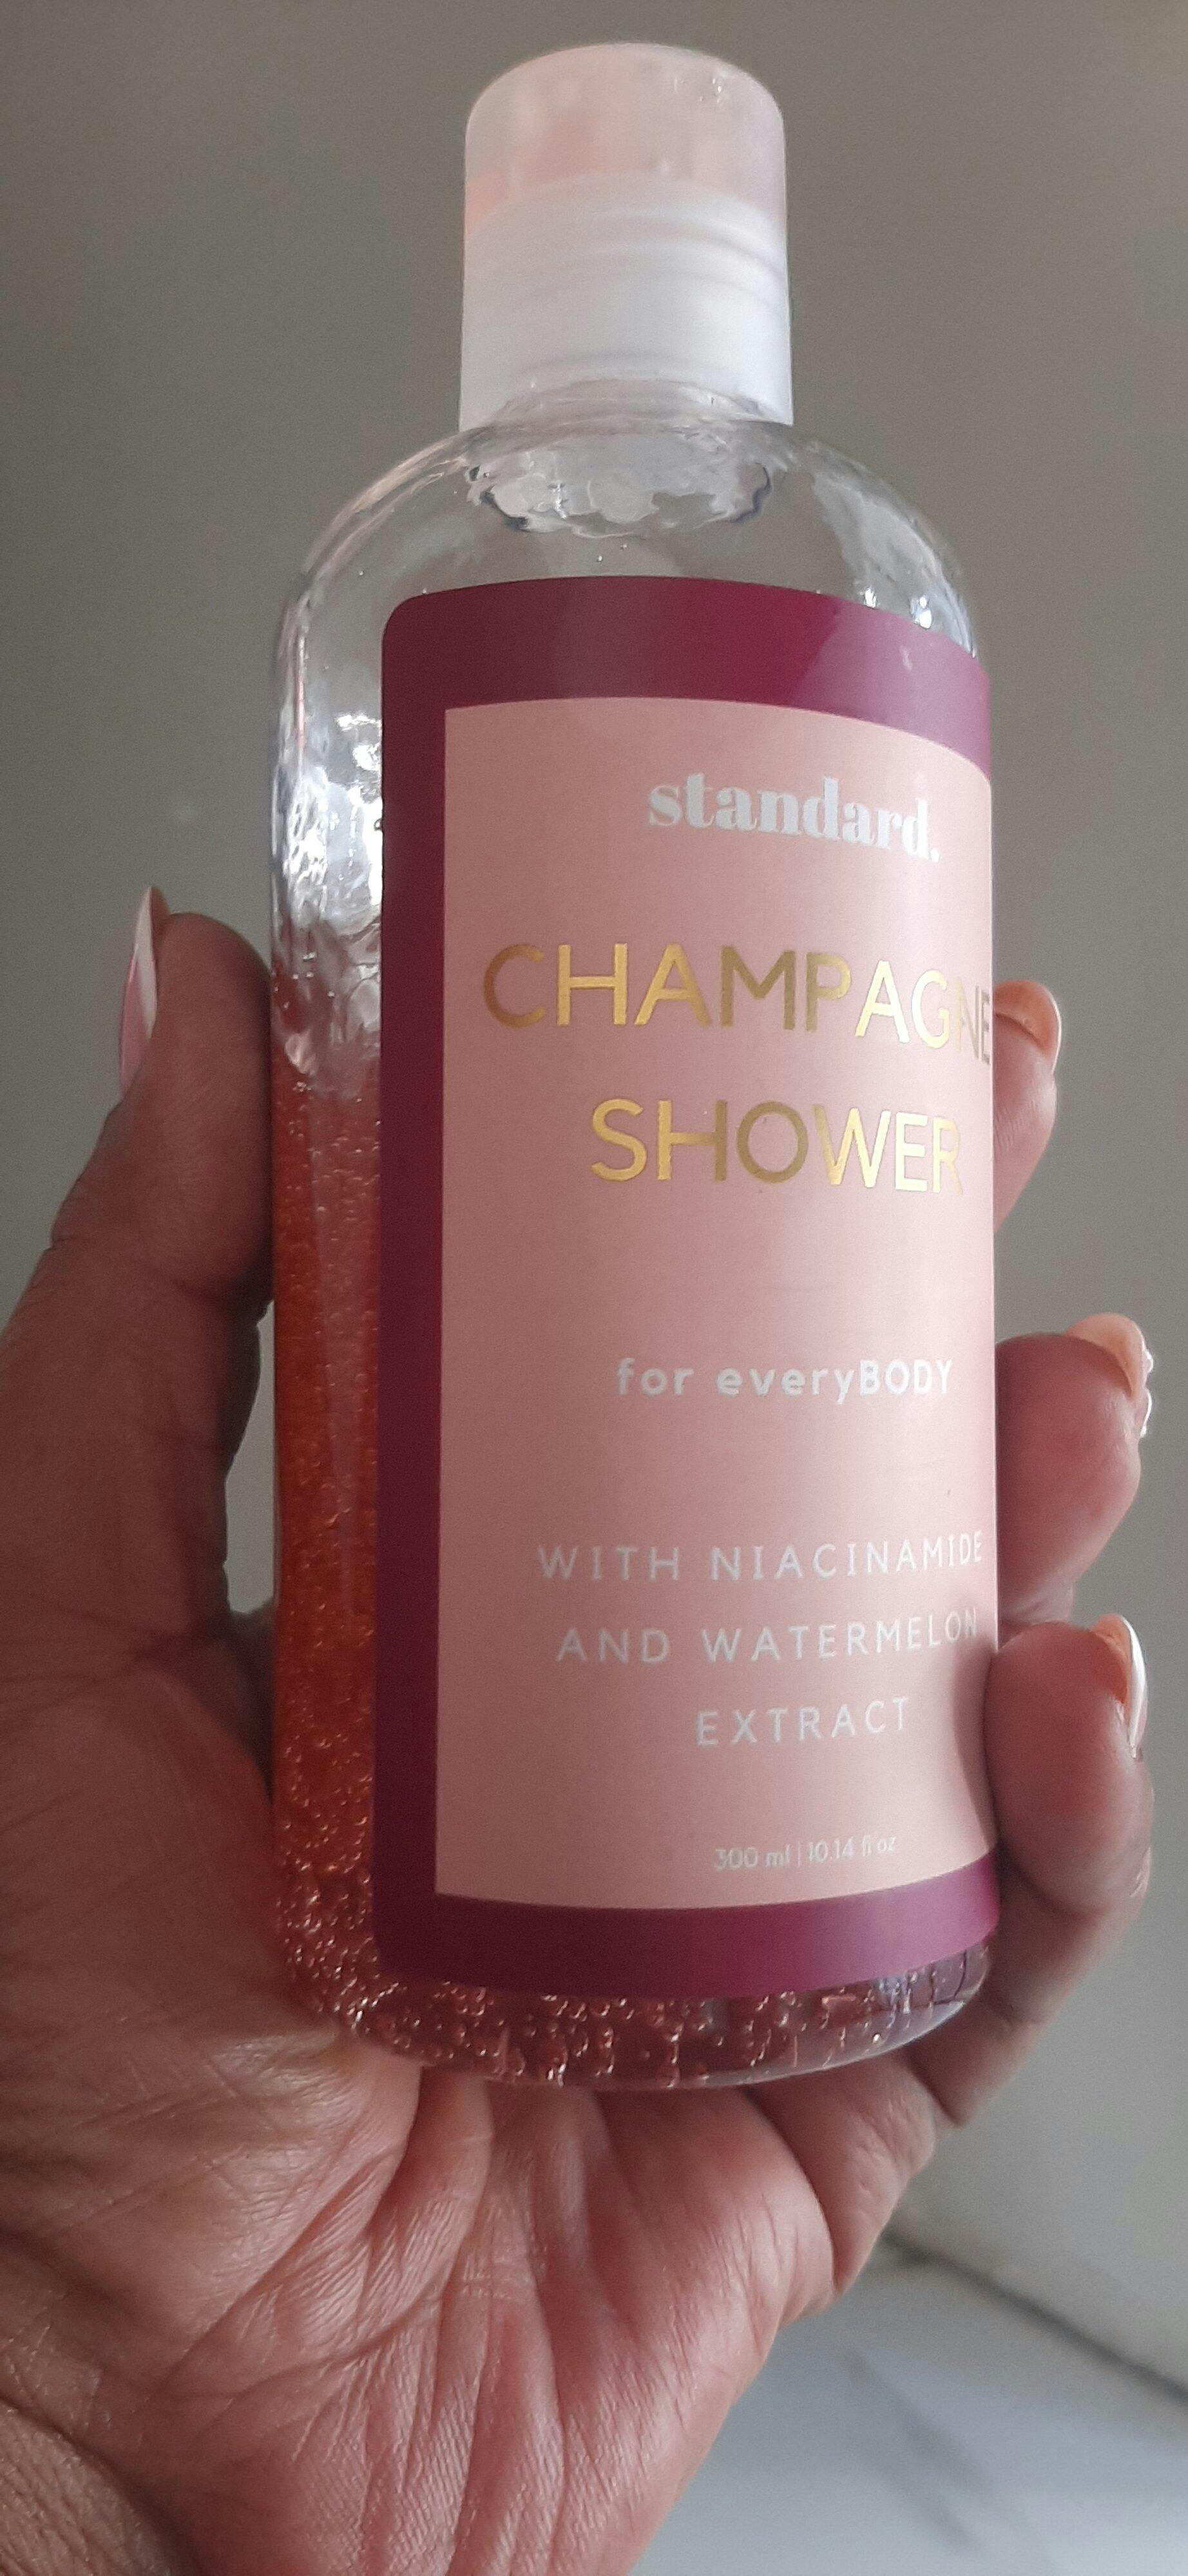 standard.
CHAMPAGNE
SHOWER
for everyBODY
WITH NIACINAMIDE
AND WATERMELON
EXTRACT
300 ml | 10.14 fl oz